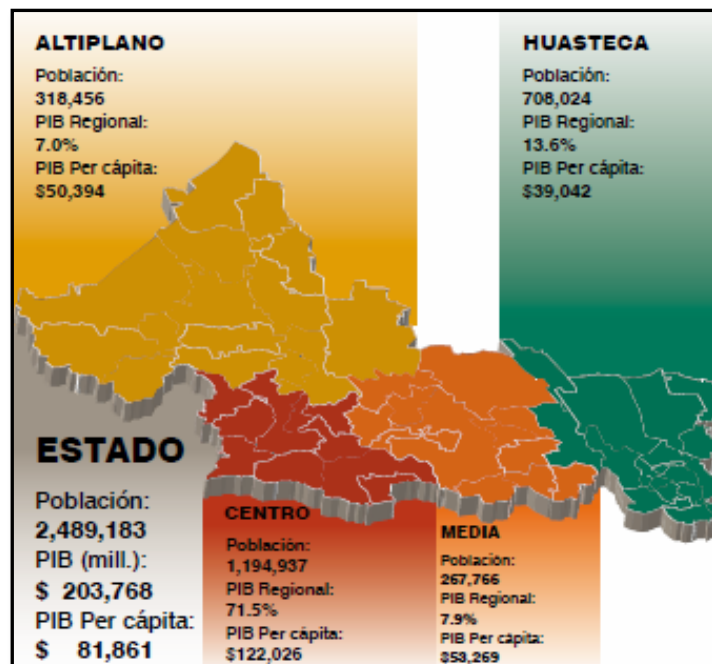 ALTIPLANO
Población:
318,456
PIB Regional:
7.0%
PIB Per cápita:
$50,394
HUASTECA
Población:
708,024
PIB Regional:
13.6%
PIB Per cápita:
$39,042
ESTADO
Población:
2,489,183
PIB (mill.):
$ 203,768
PIB Per cápita:
$ 81,861
CENTRO
Población:
1,194,937
PIB Regional:
71.5%
PIB Per cápita:
$122,026
MEDIA
Población:
267,766
PIB Regional:
7.9%
PIB Per cápita:
$53,269